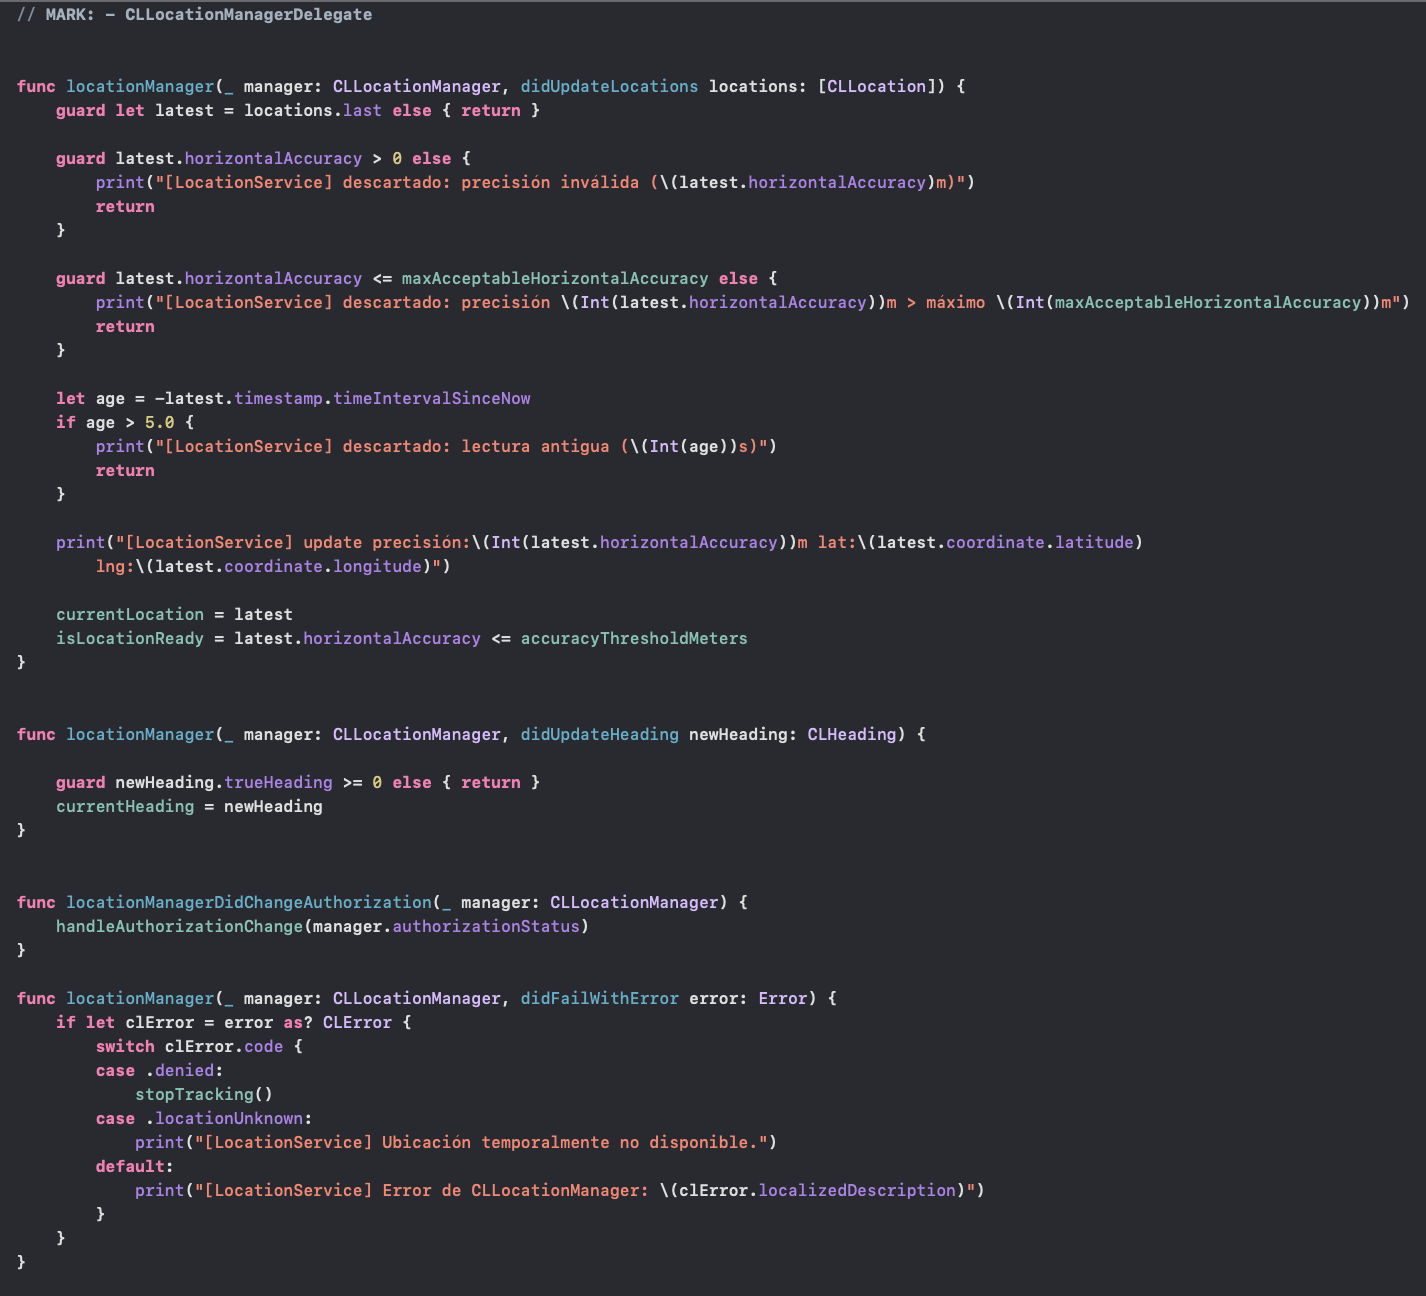 // MARK: - CLLocationManagerDelegate
func locationManager(_ manager: CLLocationManager, didUpdateLocations locations: [CLLocation]) {
    guard let latest = locations.last else { return }
    guard latest.horizontalAccuracy > 0 else {
        print("[LocationService] descartado: precisión inválida (\(latest.horizontalAccuracy)m)")
        return
    }
    guard latest.horizontalAccuracy <= maxAcceptableHorizontalAccuracy else {
        print("[LocationService] descartado: precisión \(Int(latest.horizontalAccuracy))m > máximo \(Int(maxAcceptableHorizontalAccuracy))m")
        return
    }
    let age = -latest.timestamp.timeIntervalSinceNow
    if age > 5.0 {
        print("[LocationService] descartado: lectura antigua (\(Int(age))s)")
        return
    }
    print("[LocationService] update precisión:\(Int(latest.horizontalAccuracy))m lat:\(latest.coordinate.latitude)
        lng:\(latest.coordinate.longitude)")
    currentLocation = latest
    isLocationReady = latest.horizontalAccuracy <= accuracyThresholdMeters
}
func locationManager(_ manager: CLLocationManager, didUpdateHeading newHeading: CLHeading) {
    guard newHeading.trueHeading >= 0 else { return }
    currentHeading = newHeading
}
func locationManagerDidChangeAuthorization(_ manager: CLLocationManager) {
    handleAuthorizationChange(manager.authorizationStatus)
}
func locationManager(_ manager: CLLocationManager, didFailWithError error: Error) {
    if let clError = error as? CLError {
        switch clError.code {
        case .denied:
            stopTracking()
        case .locationUnknown:
            print("[LocationService] Ubicación temporalmente no disponible.")
        default:
            print("[LocationService] Error de CLLocationManager: \(clError.localizedDescription)")
        }
    }
}